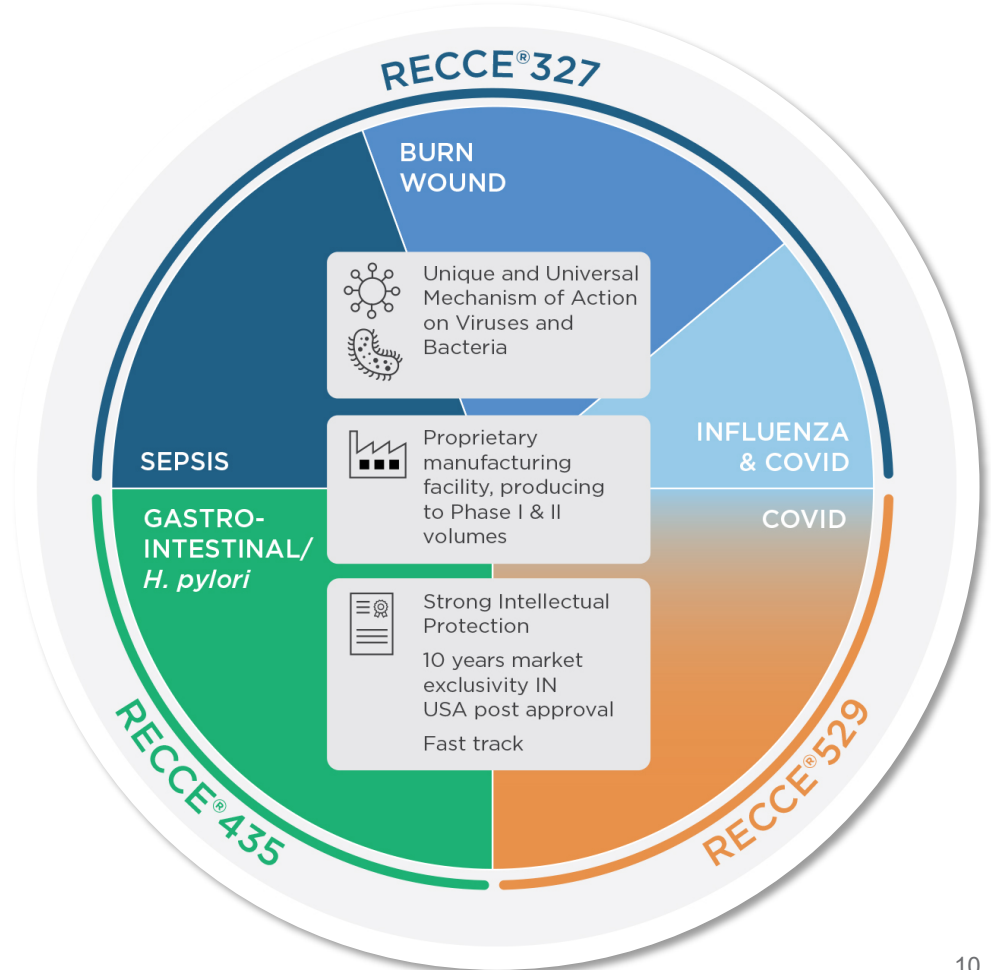 RECCE®327
BURN
WOUND
Unique and Universal
Mechanism of Action
on Viruses and
Bacteria
SEPSIS
INFLUENZA
& COVID
Proprietary
manufacturing
facility, producing
to Phase I & II
volumes
GASTRO-
INTESTINAL/
H. pylori
COVID
Strong Intellectual
Protection
10 years market
exclusivity IN
USA post approval
Fast track
RECCE®435
RECCE®529
10